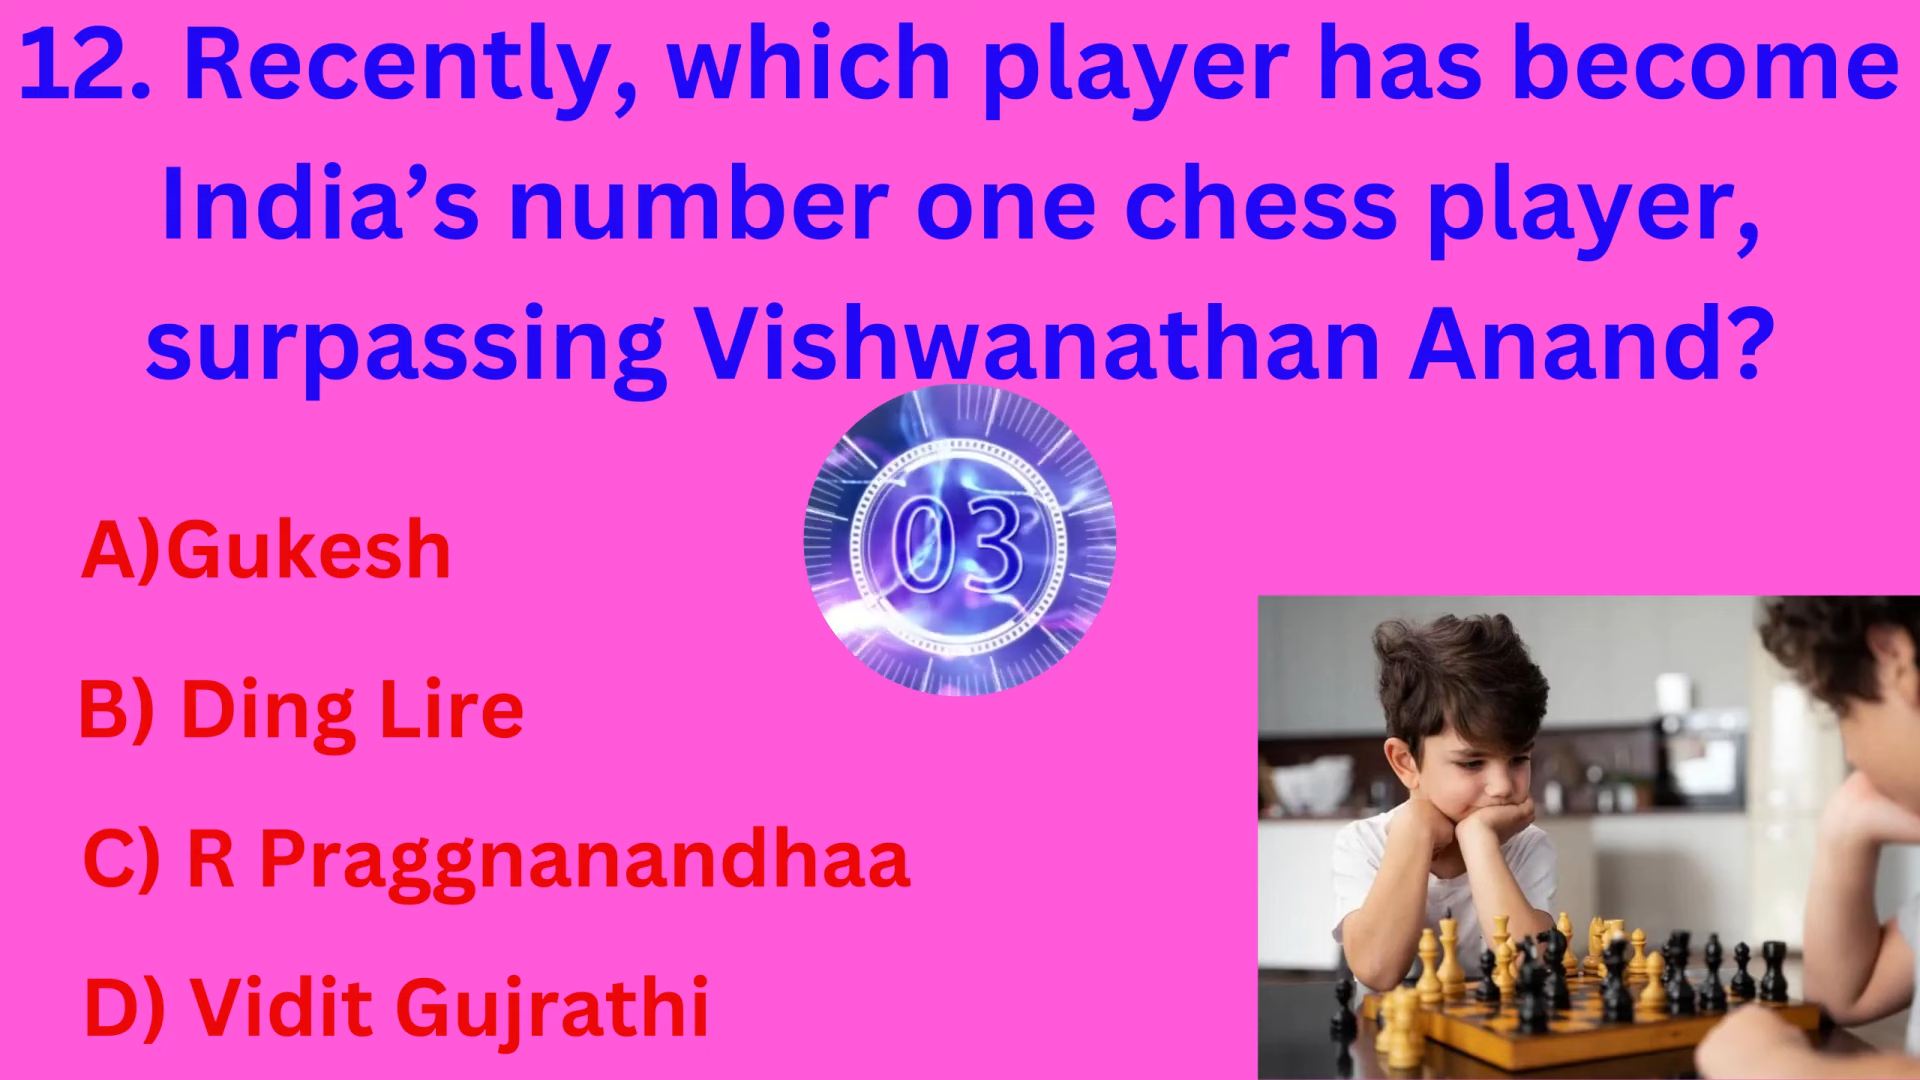 12. Recently, which player has become
India’s number one chess player,
surpassing Vishwanathan Anand?
03
A)Gukesh
B) Ding Lire
C) R Praggnanandhaa
D) Vidit Gujrathi